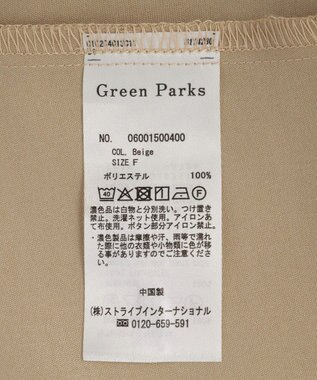 Green Parks
NO. 06001500400
COL. Beige
SIZE F
ポリエステル 100%
40 F
・濃色品は白物と分別洗い。つけ置き
禁止。洗濯ネット使用。アイロンあ
て布使用。ボタン部分アイロン禁止。
・濃色製品は摩擦や汗、雨等で濡れ
た際に他の衣類や小物類に色が移
る事がありますのでご注意くださ
い。
中国製
(株)ストライプインターナショナル
0120-659-591